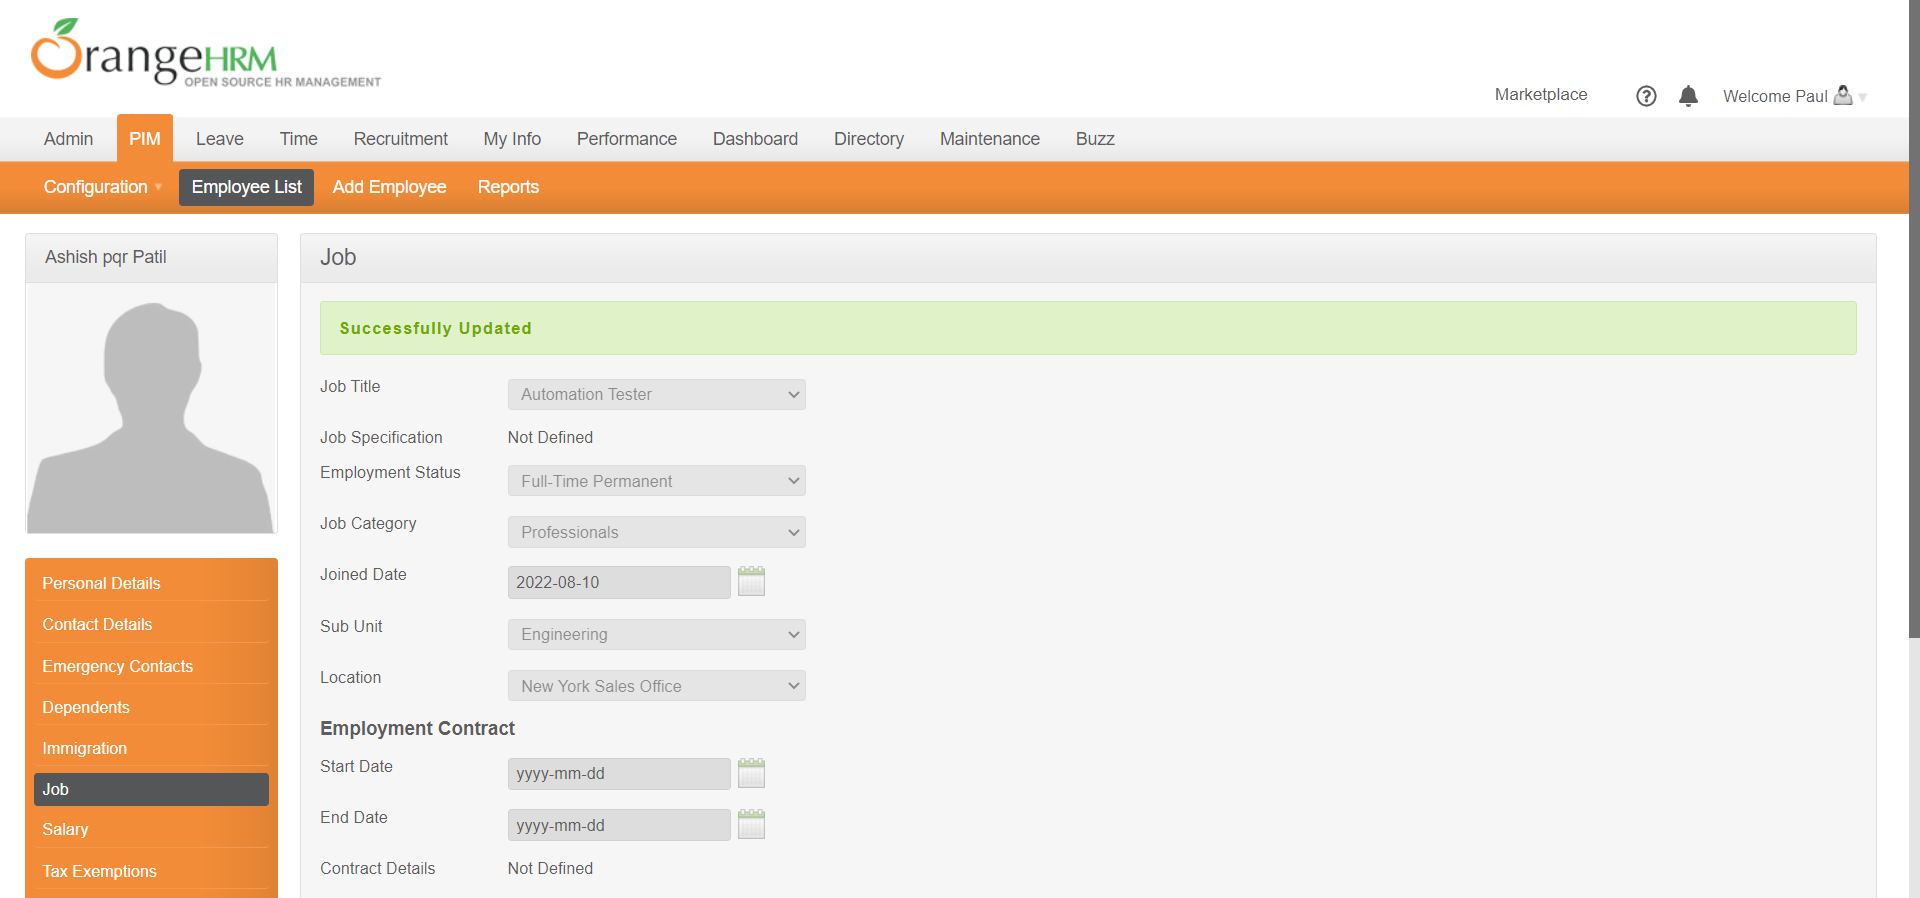 OrangeHRM
OPEN SOURCE HR MANAGEMENT
Marketplace
Welcome Paul
Admin PIM Leave Time Recruitment My Info Performance Dashboard Directory Maintenance Buzz
Configuration Employee List Add Employee Reports
Ashish pqr Patil
Job
Successfully Updated
Job Title Automation Tester
Job Specification Not Defined
Employment Status Full-Time Permanent
Job Category Professionals
Joined Date 2022-08-10
Sub Unit Engineering
Location New York Sales Office
Employment Contract
Start Date yyyy-mm-dd
End Date yyyy-mm-dd
Contract Details Not Defined
Personal Details
Contact Details
Emergency Contacts
Dependents
Immigration
Job
Salary
Tax Exemptions